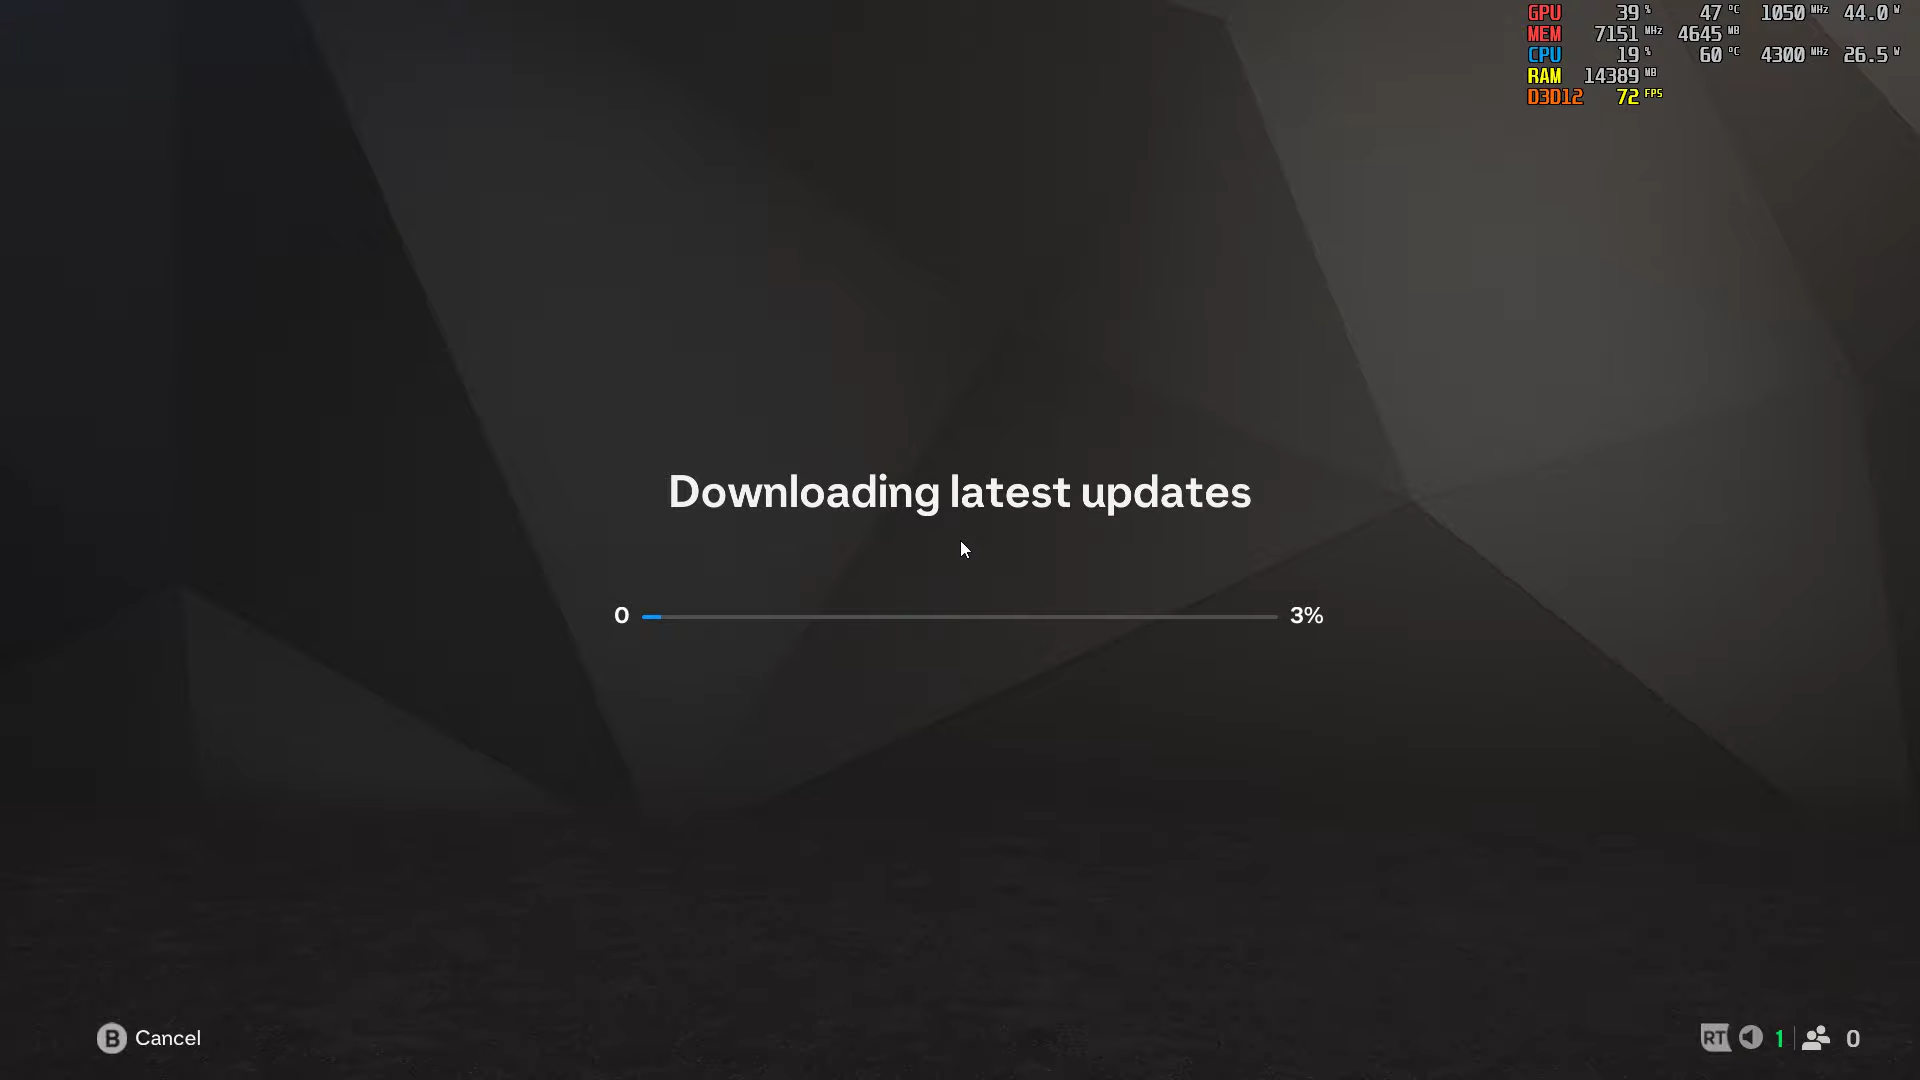 GPU 39 % 47 °C 1050 MHz 44.0 W
MEM 7151 MHz 4645 MB
CPU 19 % 60 °C 4300 MHz 26.5 W
RAM 14389 MB
D3D12 72 FPS
Downloading latest updates
0 3%
B Cancel
RT 1 0